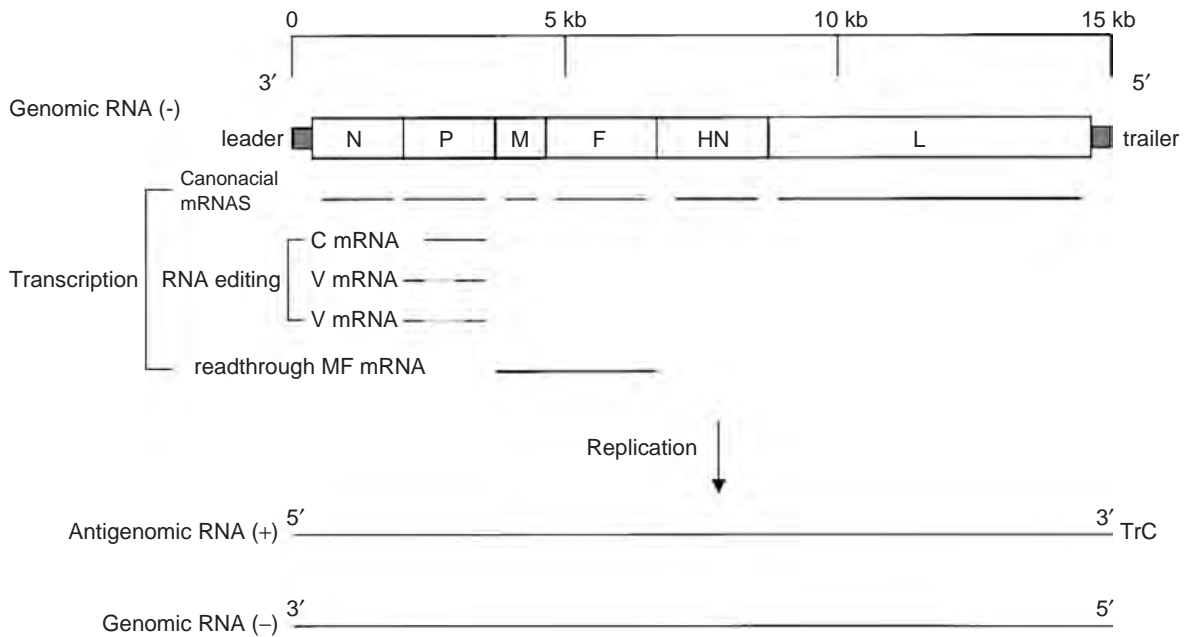 0 5 kb 10 kb 15 kb
3′ 5′
Genomic RNA (-)
leader N P M F HN L trailer
Canonacial
mRNAS
C mRNA
Transcription RNA editing V mRNA
V mRNA
readthrough MF mRNA
Replication
5′ 3′
Antigenomic RNA (+) TrC
3′ 5′
Genomic RNA (−)